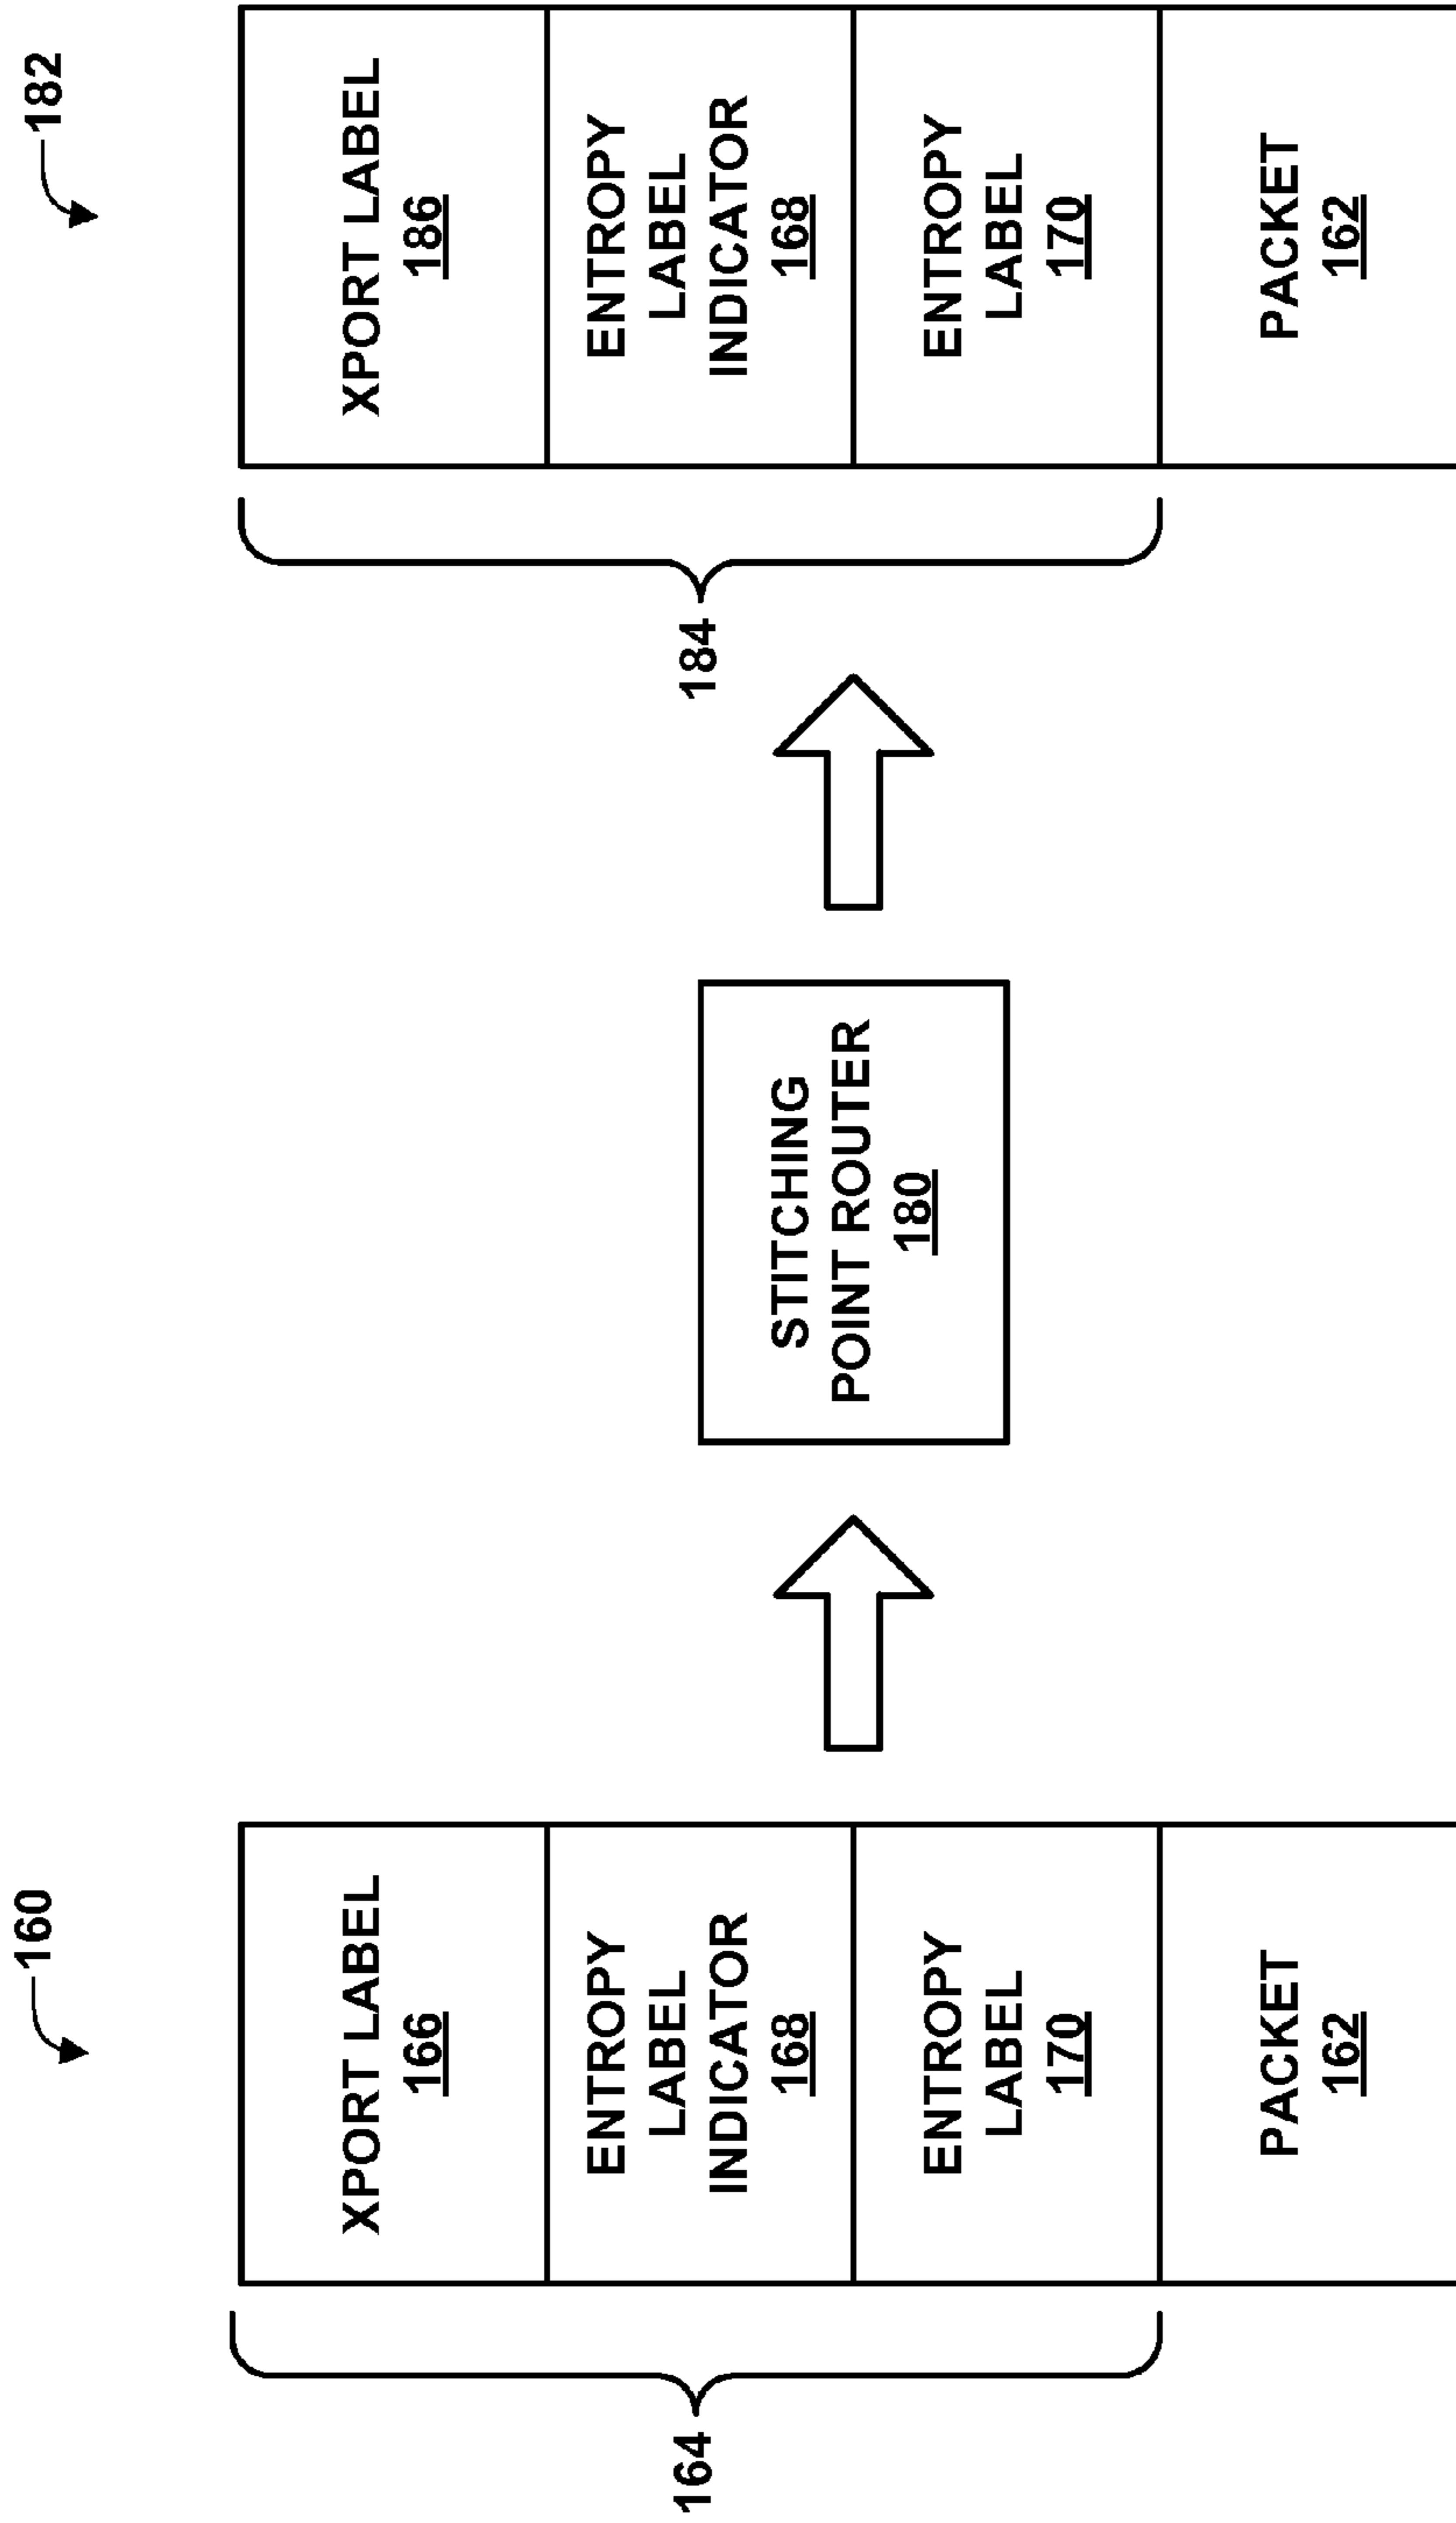 160
164
XPORT LABEL
166
ENTROPY
LABEL
INDICATOR
168
ENTROPY
LABEL
170
PACKET
162
STITCHING
POINT ROUTER
180
182
184
XPORT LABEL
186
ENTROPY
LABEL
INDICATOR
168
ENTROPY
LABEL
170
PACKET
162